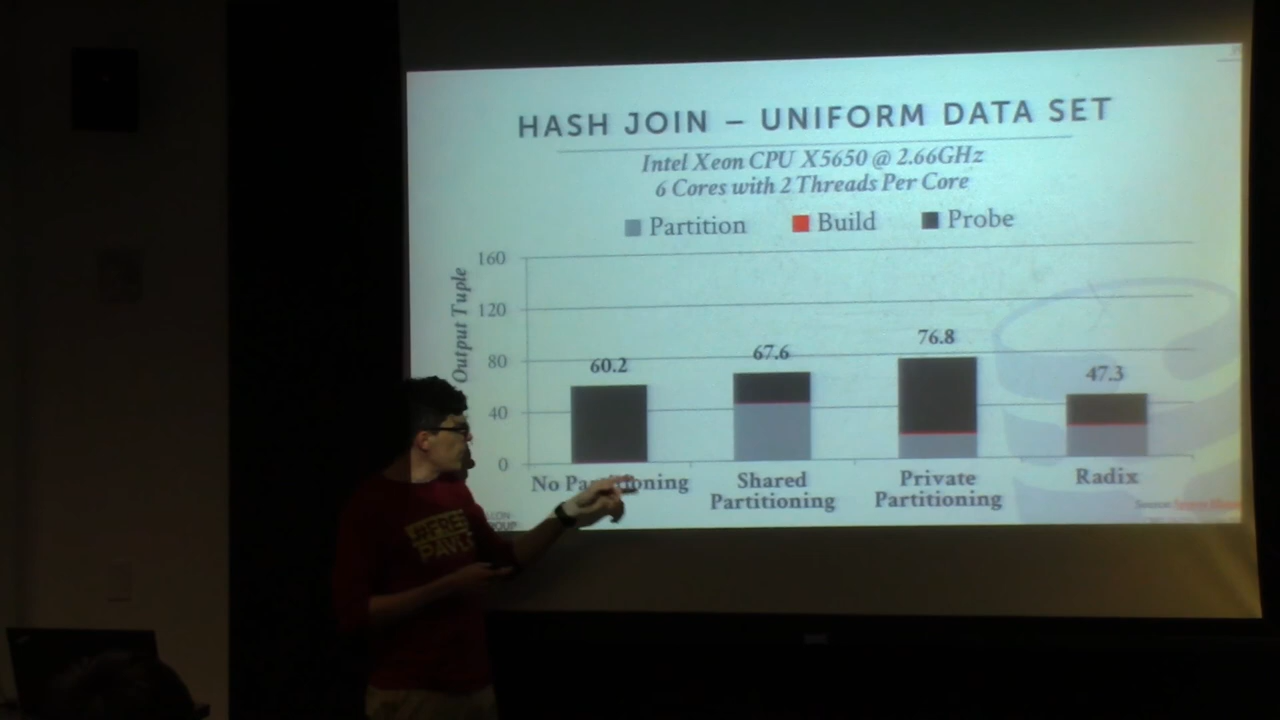 HASH JOIN – UNIFORM DATA SET
Intel Xeon CPU X5650 @ 2.66GHz
6 Cores with 2 Threads Per Core
Partition Build Probe
Output Tuple
160
120
80
40
0
60.2
67.6
76.8
47.3
No Partitioning
Shared
Partitioning
Private
Partitioning
Radix
Source: